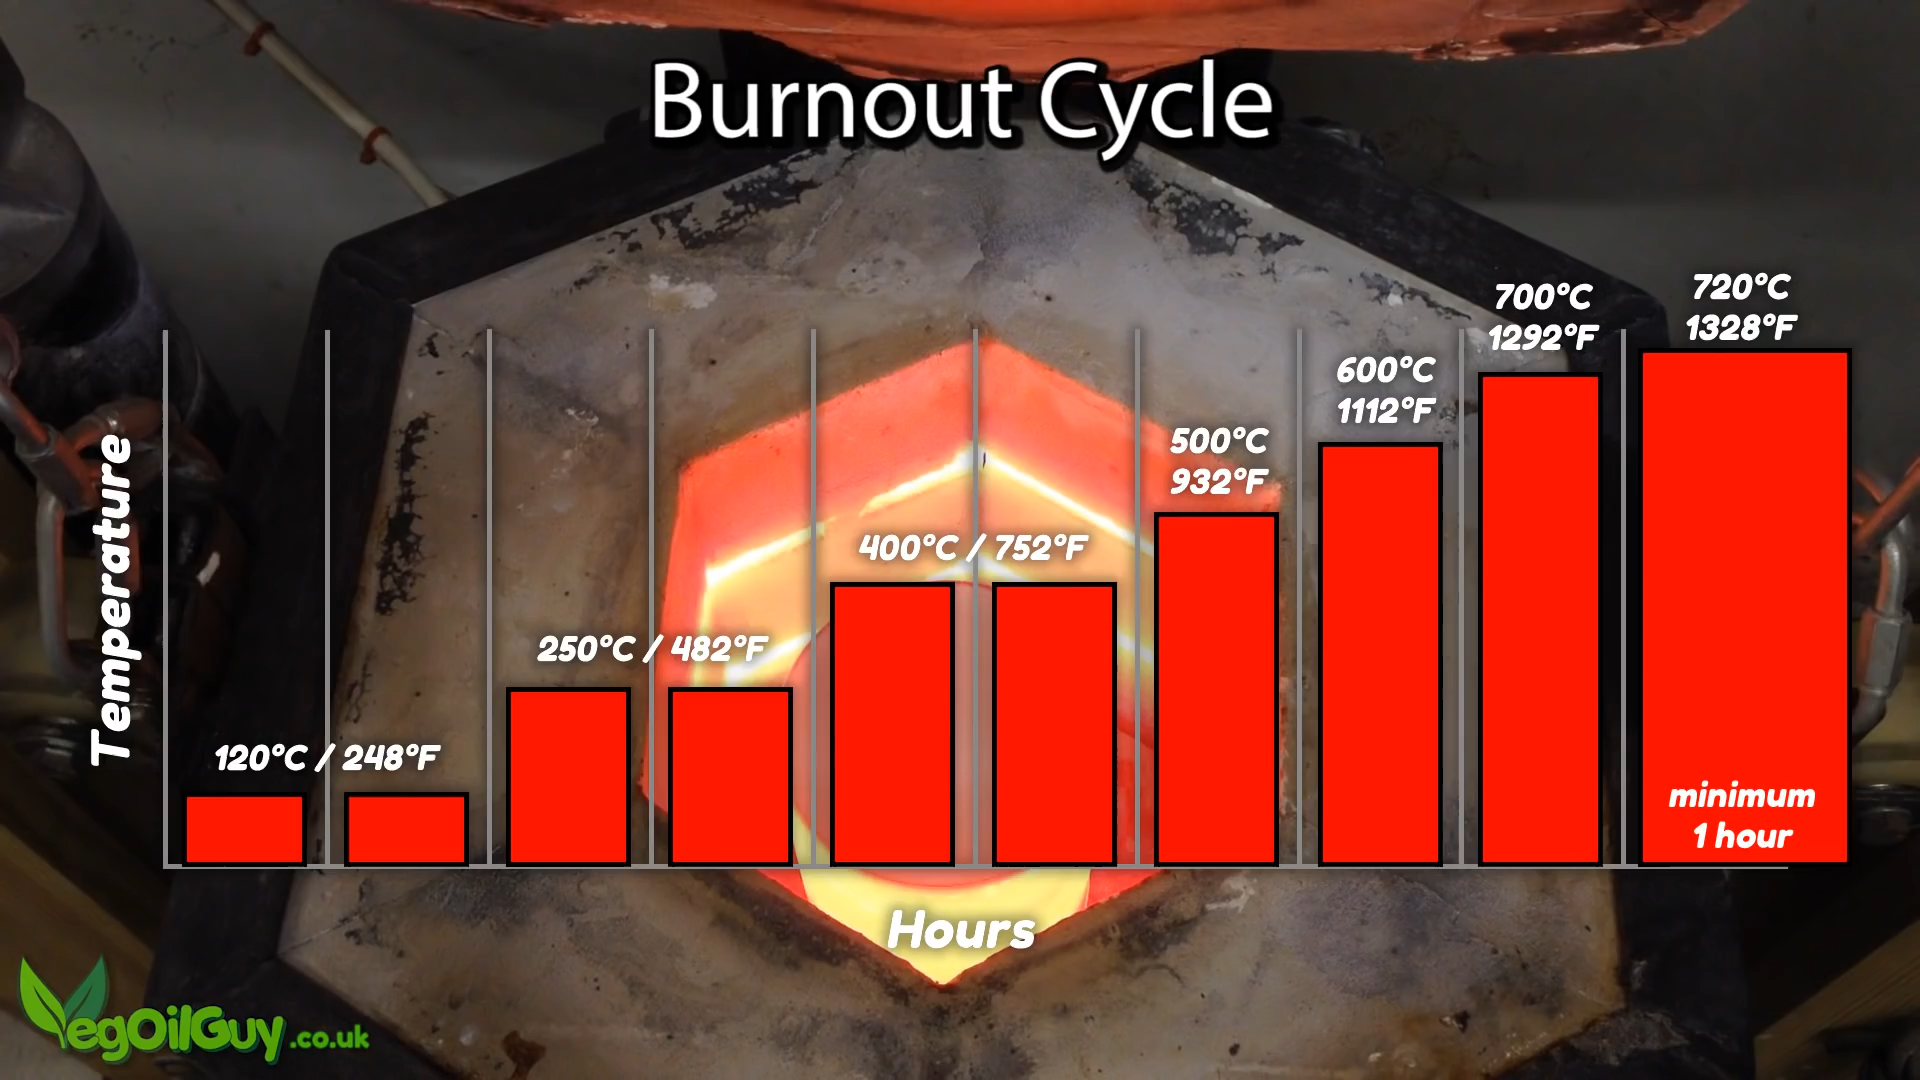 Burnout Cycle
720°C
1328°F
700°C
1292°F
600°C
1112°F
500°C
932°F
400°C / 752°F
250°C / 482°F
120°C / 248°F
Temperature
minimum
1 hour
Hours
VegOilGuy.co.uk